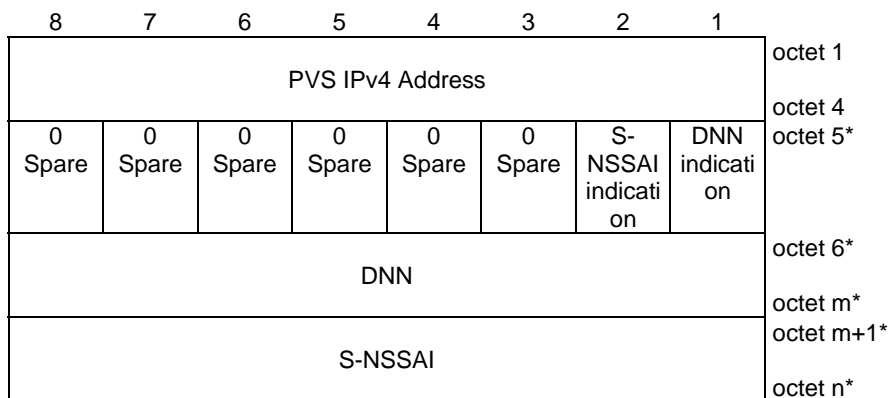 8 7 6 5 4 3 2 1
octet 1
PVS IPv4 Address
octet 4
0 0 0 0 0 0 S- DNN octet 5*
Spare Spare Spare Spare Spare Spare NSSAI indicati
indicati on
on
octet 6*
DNN
octet m*
octet m+1*
S-NSSAI
octet n*